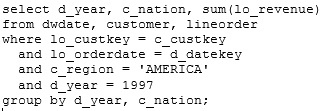 select d_year, c_nation, sum(lo_revenue)
from dwdate, customer, lineorder
where lo_custkey = c_custkey
and lo_orderdate = d_datekey
and c_region = 'AMERICA'
and d_year = 1997
group by d_year, c_nation;